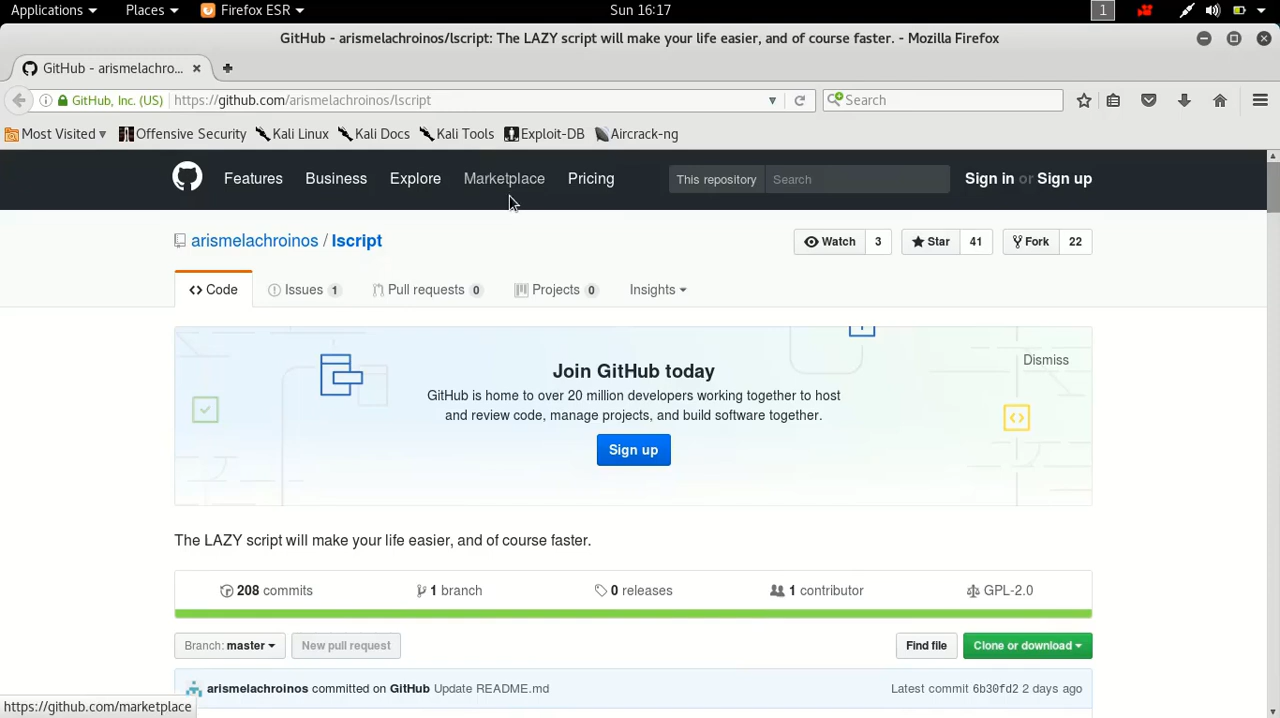 Applications Places Firefox ESR Sun 16:17 1
GitHub - arismelachroinos/lscript: The LAZY script will make your life easier, and of course faster. - Mozilla Firefox
GitHub - arismelachro...
GitHub, Inc. (US) https://github.com/arismelachroinos/lscript Search
Most Visited Offensive Security Kali Linux Kali Docs Kali Tools Exploit-DB Aircrack-ng
Features Business Explore Marketplace Pricing This repository Search Sign in or Sign up
arismelachroinos / lscript Watch 3 Star 41 Fork 22
Code Issues 1 Pull requests 0 Projects 0 Insights
Join GitHub today
Dismiss
GitHub is home to over 20 million developers working together to host
and review code, manage projects, and build software together.
Sign up
The LAZY script will make your life easier, and of course faster.
208 commits 1 branch 0 releases 1 contributor GPL-2.0
Branch: master New pull request Find file Clone or download
arismelachroinos committed on GitHub Update README.md Latest commit 6b30fd2 2 days ago
https://github.com/marketplace